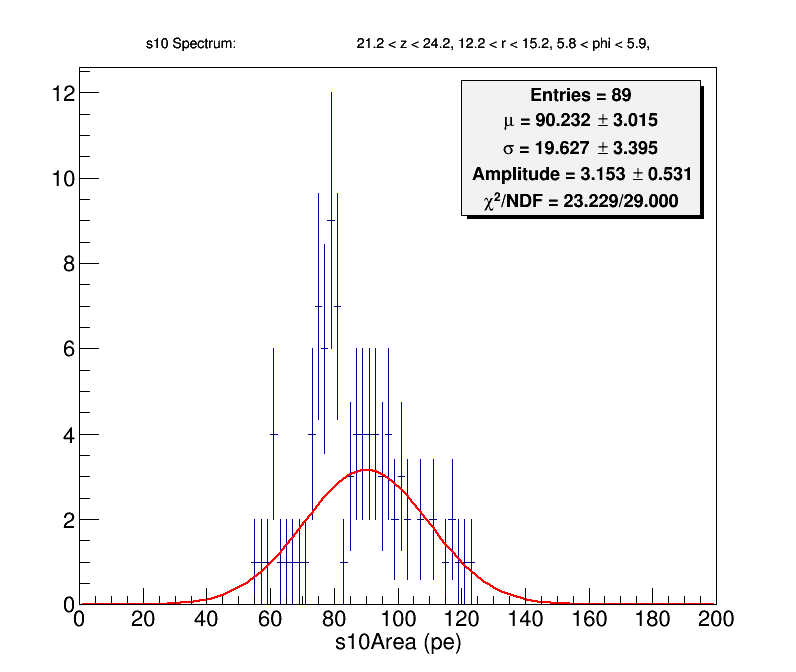 s10 Spectrum: 21.2 < z < 24.2, 12.2 < r < 15.2, 5.8 < phi < 5.9,
Entries = 89
μ = 90.232 ± 3.015
σ = 19.627 ± 3.395
Amplitude = 3.153 ± 0.531
χ²/NDF = 23.229/29.000
12
10
8
6
4
2
0
0 20 40 60 80 100 120 140 160 180 200
s10Area (pe)